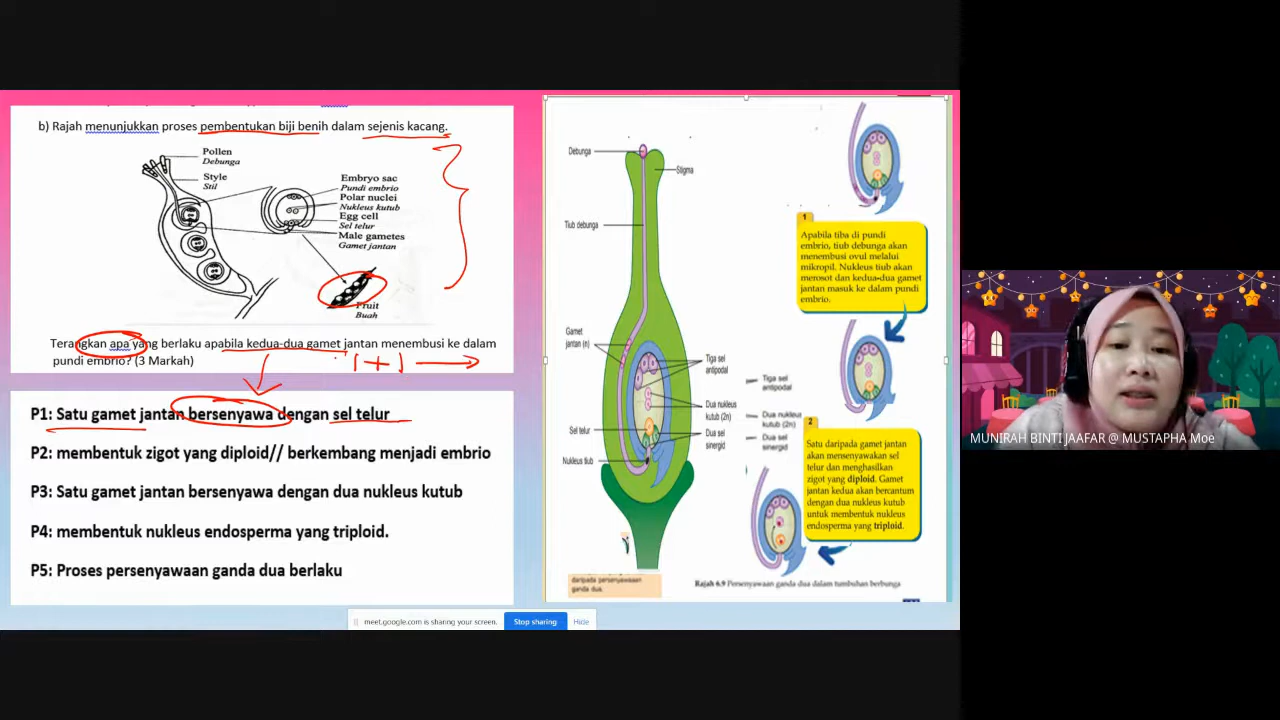 b) Rajah menunjukkan proses pembentukan biji benih dalam sejenis kacang.
Pollen
Debunga
Style
Stil
Embryo sac
Pundi embrio
Polar nuclei
Nukleus kutub
Egg cell
Sel telur
Male gametes
Gamet jantan
Fruit
Buah
Terangkan apa yang berlaku apabila kedua-dua gamet jantan menembusi ke dalam
pundi embrio? (3 Markah)
1+1
P1: Satu gamet jantan bersenyawa dengan sel telur
P2: membentuk zigot yang diploid// berkembang menjadi embrio
P3: Satu gamet jantan bersenyawa dengan dua nukleus kutub
P4: membentuk nukleus endosperma yang triploid.
P5: Proses persenyawaan ganda dua berlaku
Debunga
Stigma
Tiub debunga
Gamet
jantan (n)
Tiga sel
antipodal
Dua nukleus
kutub (2n)
Sel telur
Dua sel
sinergid
Nukleus tiub
Tiga sel
antipodal
Dua nukleus
kutub (2n)
Dua sel
sinergid
1
Apabila tiba di pundi
embrio, tiub debunga akan
menembusi ovul melalui
mikropil. Nukleus tiub akan
merosot dan kedua-dua gamet
jantan masuk ke dalam pundi
embrio.
2
Satu daripada gamet jantan
akan mensenyawakan sel
telur dan menghasilkan
zigot yang diploid. Gamet
jantan kedua akan bercantum
dengan dua nukleus kutub
untuk membentuk nukleus
endosperma yang triploid.
daripada persenyawaan
ganda dua.
Rajah 6.9 Persenyawaan ganda dua dalam tumbuhan berbunga
meet.google.com is sharing your screen.
Stop sharing
Hide
MUNIRAH BINTI JAAFAR @ MUSTAPHA Moe